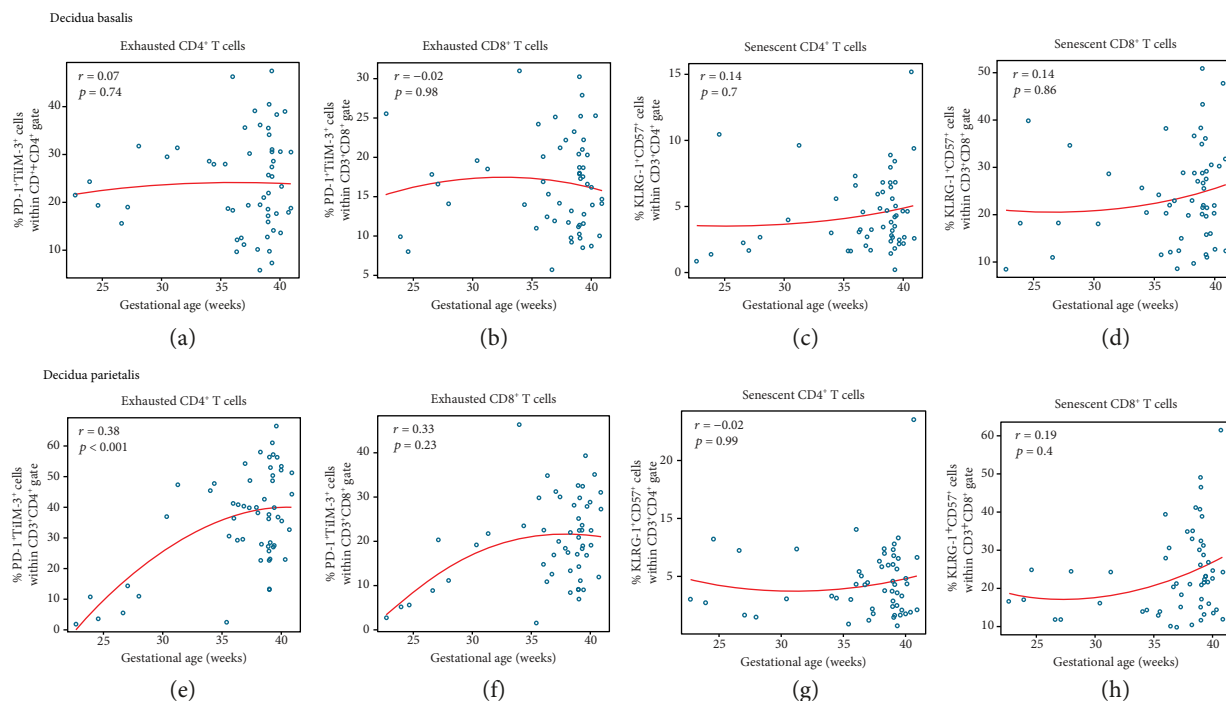 Decidua basalis
Exhausted CD4⁺ T cells
r = 0.07
p = 0.74
% PD-1⁺TiIM-3⁺ cells
within CD⁺+CD4⁺ gate
40
30
20
10
25
30
35
40
Gestational age (weeks)
(a)
Exhausted CD8⁺ T cells
r = −0.02
p = 0.98
% PD-1⁺TiIM-3⁺ cells
within CD3⁺CD8⁺ gate
30
25
20
15
10
5
25
30
35
40
Gestational age (weeks)
(b)
Senescent CD4⁺ T cells
r = 0.14
p = 0.7
% KLRG-1⁺CD57⁺ cells
within CD3⁺CD4⁺ gate
15
10
5
0
25
30
35
40
Gestational age (weeks)
(c)
Senescent CD8⁺ T cells
r = 0.14
p = 0.86
% KLRG-1⁺CD57⁺ cells
within CD3⁺CD8⁺ gate
50
40
30
20
10
25
30
35
40
Gestational age (weeks)
(d)
Decidua parietalis
Exhausted CD4⁺ T cells
r = 0.38
p < 0.001
% PD-1⁺TiIM-3⁺ cells
within CD3⁺CD4⁺ gate
60
50
40
30
20
10
0
25
30
35
40
Gestational age (weeks)
(e)
Exhausted CD8⁺ T cells
r = 0.33
p = 0.23
% PD-1⁺TiIM-3⁺ cells
within CD3⁺CD8⁺ gate
40
30
20
10
0
25
30
35
40
Gestational age (weeks)
(f)
Senescent CD4⁺ T cells
r = −0.02
p = 0.99
% KLRG-1⁺CD57⁺ cells
within CD3⁺CD4⁺ gate
20
15
5
25
30
35
40
Gestational age (weeks)
(g)
Senescent CD8⁺ T cells
r = 0.19
p = 0.4
% KLRG-1⁺CD57⁺ cells
within CD3⁺CD8⁺ gate
60
50
40
30
20
10
25
30
35
40
Gestational age (weeks)
(h)